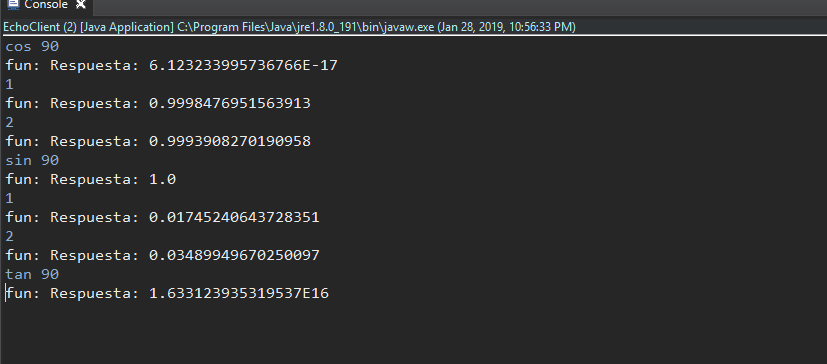 Console
EchoClient (2) [Java Application] C:\Program Files\Java\jre1.8.0_191\bin\javaw.exe (Jan 28, 2019, 10:56:33 PM)
cos 90
fun: Respuesta: 6.123233995736766E-17
1
fun: Respuesta: 0.9998476951563913
2
fun: Respuesta: 0.9993908270190958
sin 90
fun: Respuesta: 1.0
1
fun: Respuesta: 0.01745240643728351
2
fun: Respuesta: 0.03489949670250097
tan 90
fun: Respuesta: 1.633123935319537E16